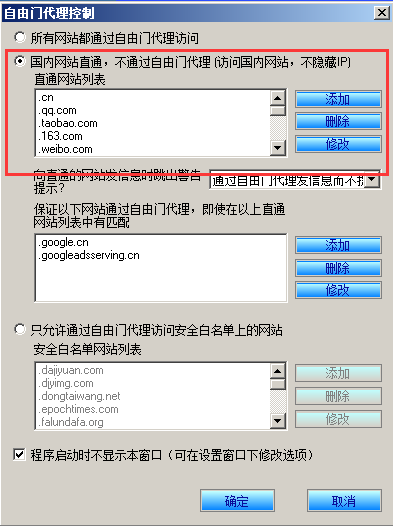 自由门代理控制
所有网站都通过自由门代理访问
国内网站直通，不通过自由门代理 (访问国内网站，不隐藏IP)
直通网站列表
.cn
.qq.com
.taobao.com
.163.com
.weibo.com
添加
删除
修改
向直通的网站发信息时跳出警告
提示?
通过自由门代理发信息而不
保证以下网站通过自由门代理，即使在以上直通
网站列表中有匹配
.google.cn
.googleadsserving.cn
添加
删除
修改
只允许通过自由门代理访问安全白名单上的网站
安全白名单网站列表
.dajiyuan.com
.djyimg.com
.dongtaiwang.net
.epochtimes.com
.falundafa.org
添加
删除
修改
程序启动时不显示本窗口（可在设置窗口下修改选项）
确定
取消